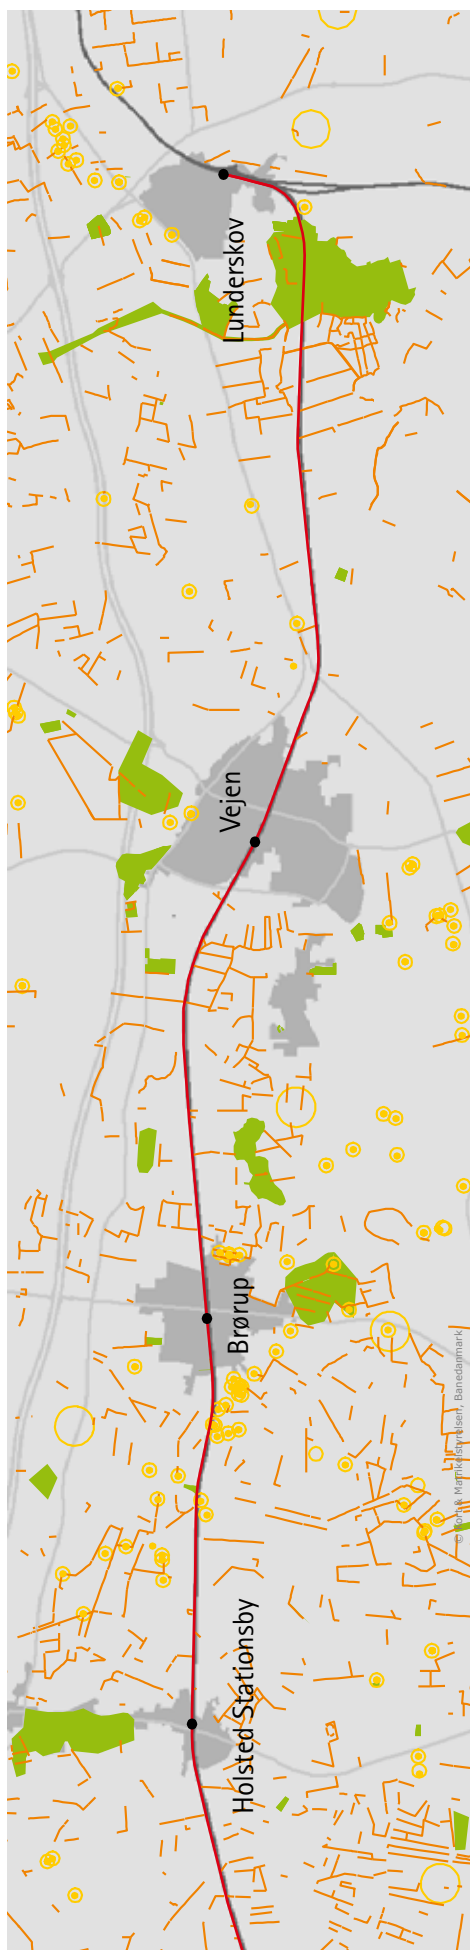 Lunderskov
Vejen
Brørup
Holsted Stationsby
© Kort & Matrikelstyrelsen, Banedanmark